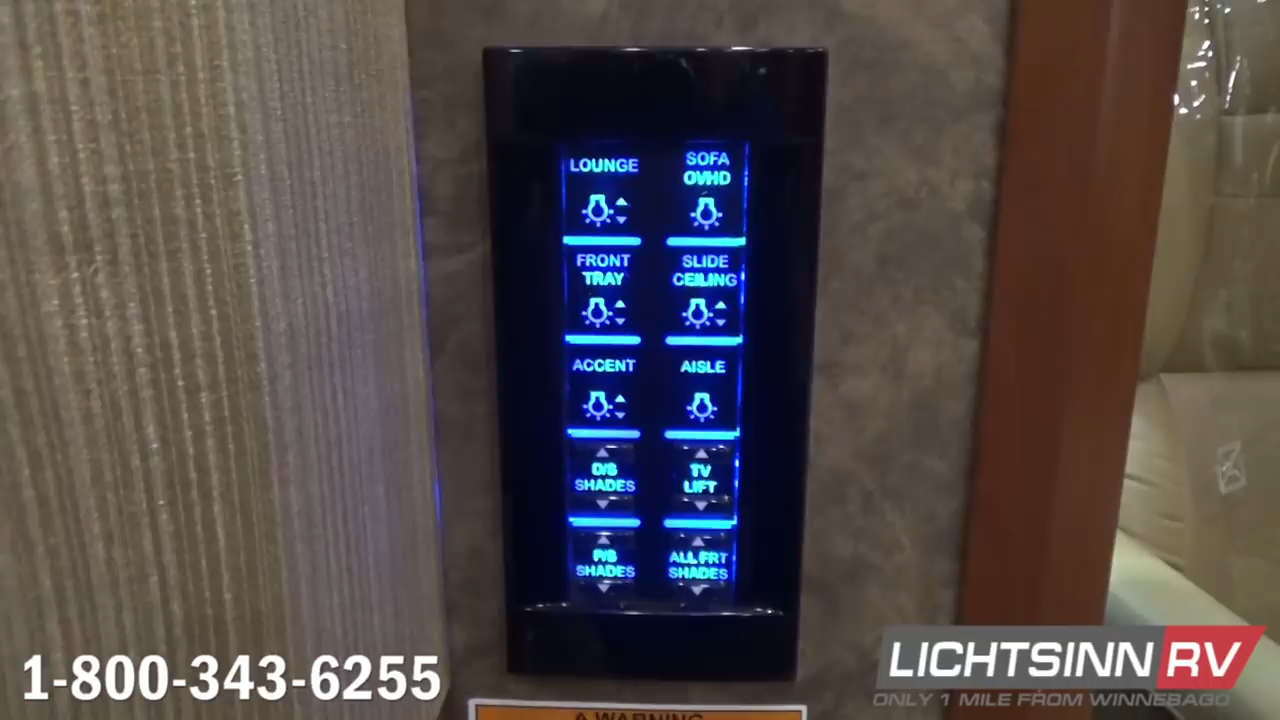 LOUNGE
SOFA
OVHD
FRONT
TRAY
SLIDE
CEILING
ACCENT
AISLE
D/S
SHADES
TV
LIFT
P/S
SHADES
ALL FRT
SHADES
1-800-343-6255
LICHTSINN RV
ONLY 1 MILE FROM WINNEBAGO
WARNING